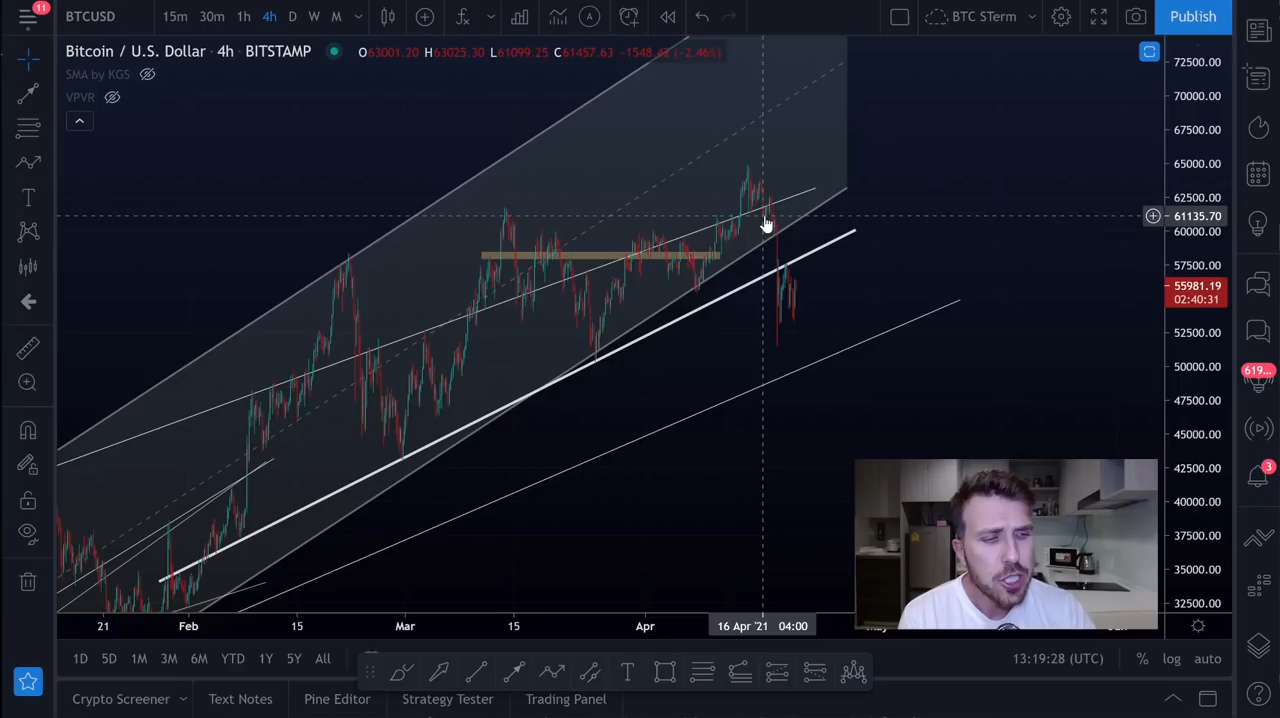 11
BTCUSD
15m 30m 1h 4h D W M
BTC STerm
Publish
Bitcoin / U.S. Dollar · 4h · BITSTAMP
O63001.20 H63025.30 L61099.25 C61457.63 −1548.42 (−2.46%)
SMA by KGS
VPVR
72500.00
70000.00
67500.00
65000.00
62500.00
61135.70
60000.00
57500.00
55981.19
02:40:31
52500.00
50000.00
47500.00
45000.00
42500.00
40000.00
37500.00
35000.00
32500.00
619...
3
21 Feb 15 Mar 15 Apr 16 Apr '21 04:00
1D 5D 1M 3M 6M YTD 1Y 5Y All
13:19:28 (UTC) % log auto
Crypto Screener Text Notes Pine Editor Strategy Tester Trading Panel